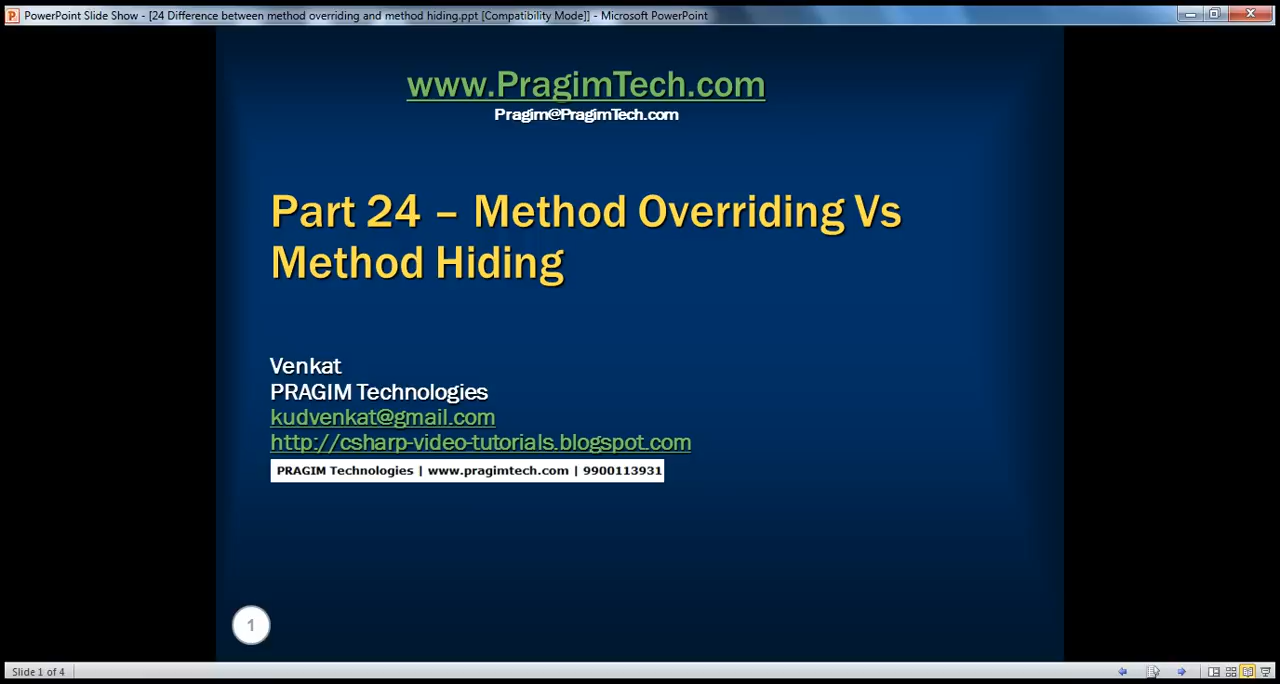 PowerPoint Slide Show - [24 Difference between method overriding and method hiding.ppt [Compatibility Mode]] - Microsoft PowerPoint
www.PragimTech.com
Pragim@PragimTech.com
Part 24 – Method Overriding Vs
Method Hiding
Venkat
PRAGIM Technologies
kudvenkat@gmail.com
http://csharp-video-tutorials.blogspot.com
PRAGIM Technologies | www.pragimtech.com | 9900113931
1
Slide 1 of 4